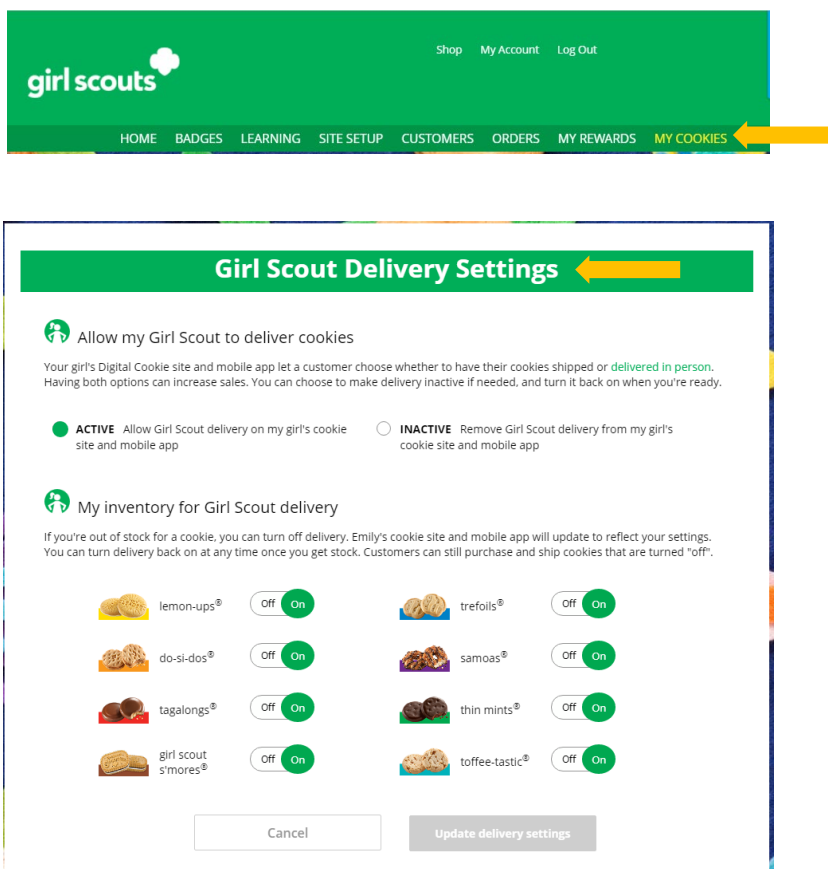 Shop My Account Log Out
girl scouts
HOME BADGES LEARNING SITE SETUP CUSTOMERS ORDERS MY REWARDS MY COOKIES
Girl Scout Delivery Settings
Allow my Girl Scout to deliver cookies
Your girl's Digital Cookie site and mobile app let a customer choose whether to have their cookies shipped or delivered in person.
Having both options can increase sales. You can choose to make delivery inactive if needed, and turn it back on when you're ready.
ACTIVE Allow Girl Scout delivery on my girl's cookie
site and mobile app
INACTIVE Remove Girl Scout delivery from my girl's
cookie site and mobile app
My inventory for Girl Scout delivery
If you're out of stock for a cookie, you can turn off delivery. Emily's cookie site and mobile app will update to reflect your settings.
You can turn delivery back on at any time once you get stock. Customers can still purchase and ship cookies that are turned "off".
lemon-ups® Off On
trefoils® Off On
do-si-dos® Off On
samoas® Off On
tagalongs® Off On
thin mints® Off On
girl scout
s'mores® Off On
toffee-tastic® Off On
Cancel
Update delivery settings